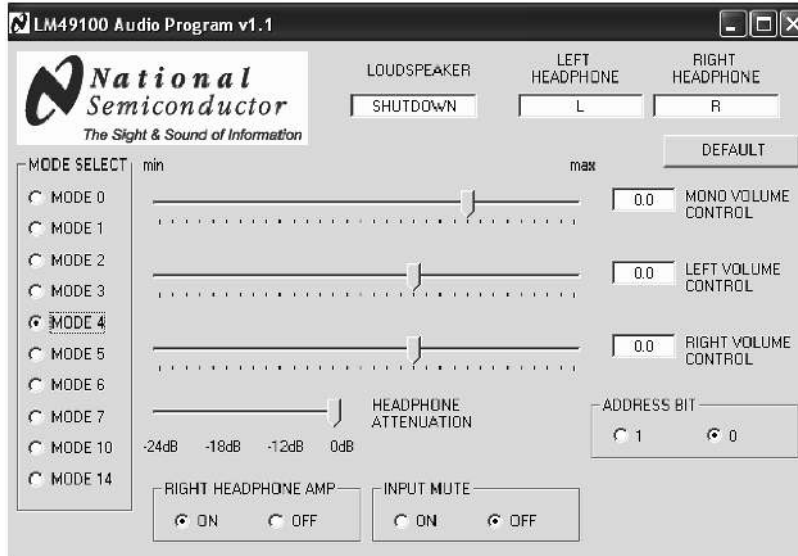 LM49100 Audio Program v1.1
National
Semiconductor
The Sight & Sound of Information
LOUDSPEAKER
SHUTDOWN
LEFT
HEADPHONE
L
RIGHT
HEADPHONE
R
DEFAULT
MODE SELECT
MODE 0
MODE 1
MODE 2
MODE 3
MODE 4
MODE 5
MODE 6
MODE 7
MODE 10
MODE 14
min
max
0.0
MONO VOLUME
CONTROL
0.0
LEFT VOLUME
CONTROL
0.0
RIGHT VOLUME
CONTROL
HEADPHONE
ATTENUATION
-24dB -18dB -12dB 0dB
ADDRESS BIT
1 0
RIGHT HEADPHONE AMP
ON OFF
INPUT MUTE
ON OFF